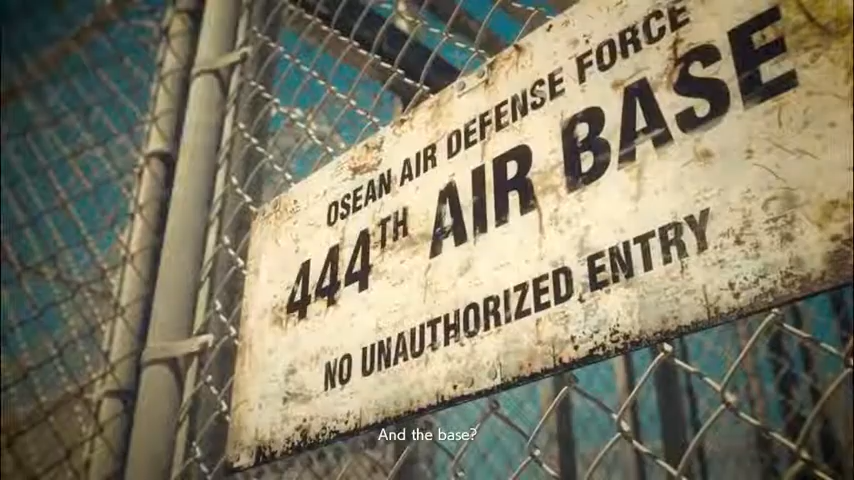 OSEAN AIR DEFENSE FORCE
444TH AIR BASE
NO UNAUTHORIZED ENTRY
And the base?